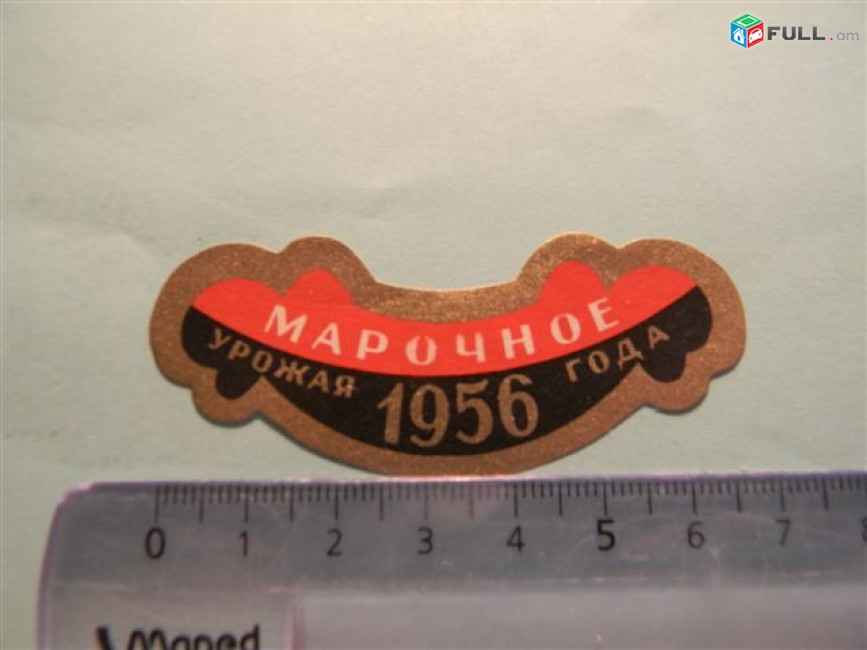 FULL.am
МАРОЧНОЕ
УРОЖАЯ 1956 ГОДА
0 1 2 3 4 5 6 7
Maped